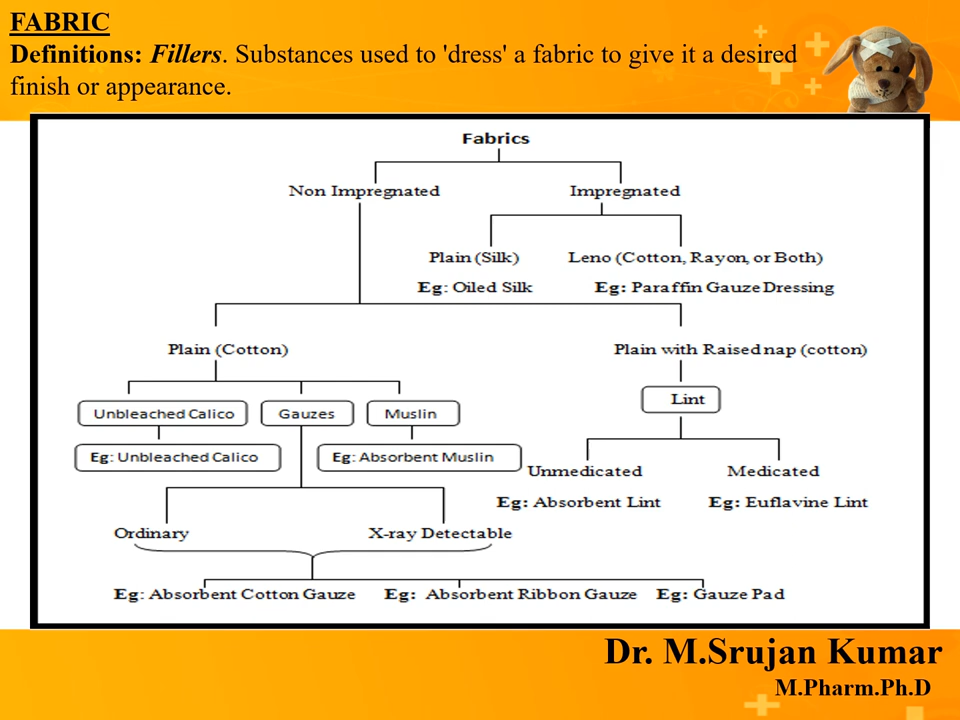 FABRIC
Definitions: Fillers. Substances used to 'dress' a fabric to give it a desired
finish or appearance.
Fabrics
Non Impregnated
Impregnated
Plain (Silk)
Leno (Cotton, Rayon, or Both)
Eg: Oiled Silk
Eg: Paraffin Gauze Dressing
Plain (Cotton)
Plain with Raised nap (cotton)
Unbleached Calico
Gauzes
Muslin
Lint
Eg: Unbleached Calico
Eg: Absorbent Muslin
Unmedicated
Medicated
Eg: Absorbent Lint
Eg: Euflavine Lint
Ordinary
X-ray Detectable
Eg: Absorbent Cotton Gauze
Eg: Absorbent Ribbon Gauze
Eg: Gauze Pad
Dr. M.Srujan Kumar
M.Pharm.Ph.D